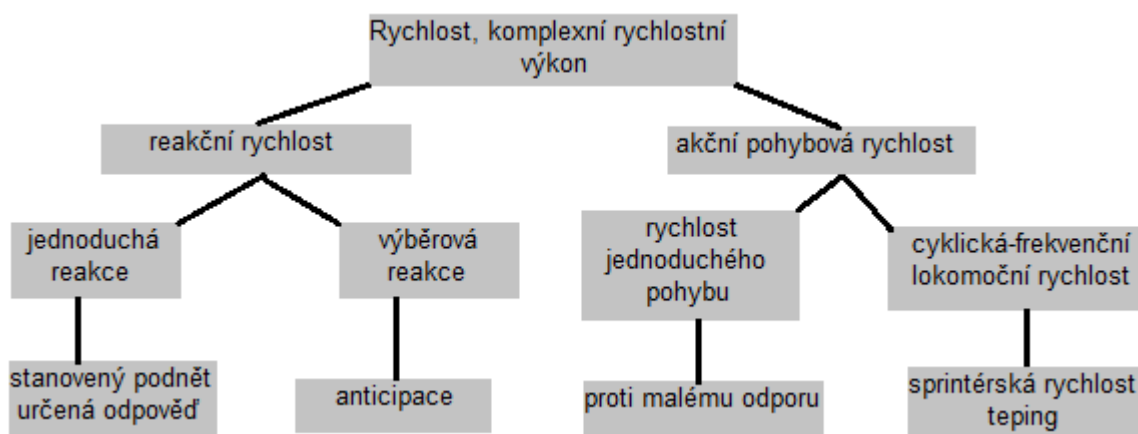 Rychlost, komplexní rychlostní
výkon
reakční rychlost
akční pohybová rychlost
jednoduchá
reakce
výběrová
reakce
rychlost
jednoduchého
pohybu
cyklická-frekvenční
lokomoční rychlost
stanovený podnět
určená odpověď
anticipace
proti malému odporu
sprintérská rychlost
teping